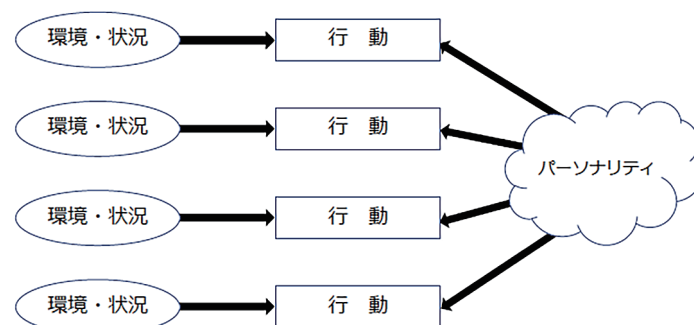 環境・状況 行 動
環境・状況 行 動
パーソナリティ
環境・状況 行 動
環境・状況 行 動